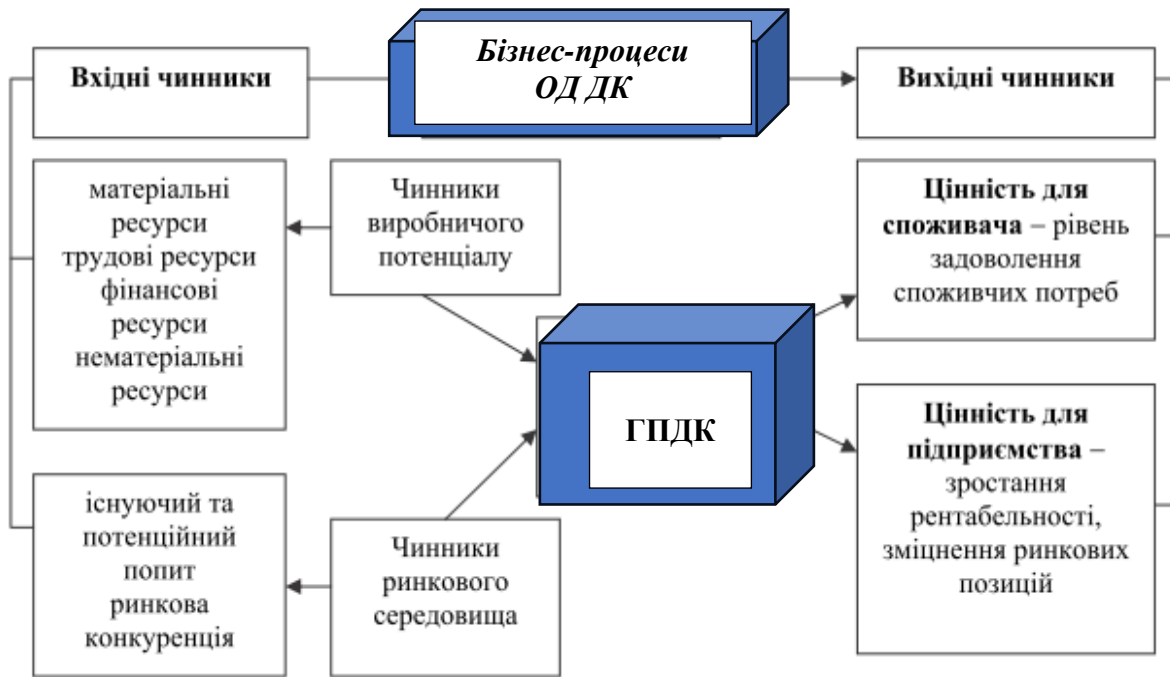 Вхідні чинники
Бізнес-процеси
ОД ДК
Вихідні чинники
матеріальні
ресурси
трудові ресурси
фінансові
ресурси
нематеріальні
ресурси
Чинники
виробничого
потенціалу
Цінність для
споживача – рівень
задоволення
споживчих потреб
ГПДК
Цінність для
підприємства –
зростання
рентабельності,
зміцнення ринкових
позицій
існуючий та
потенційний
попит
ринкова
конкуренція
Чинники
ринкового
середовища